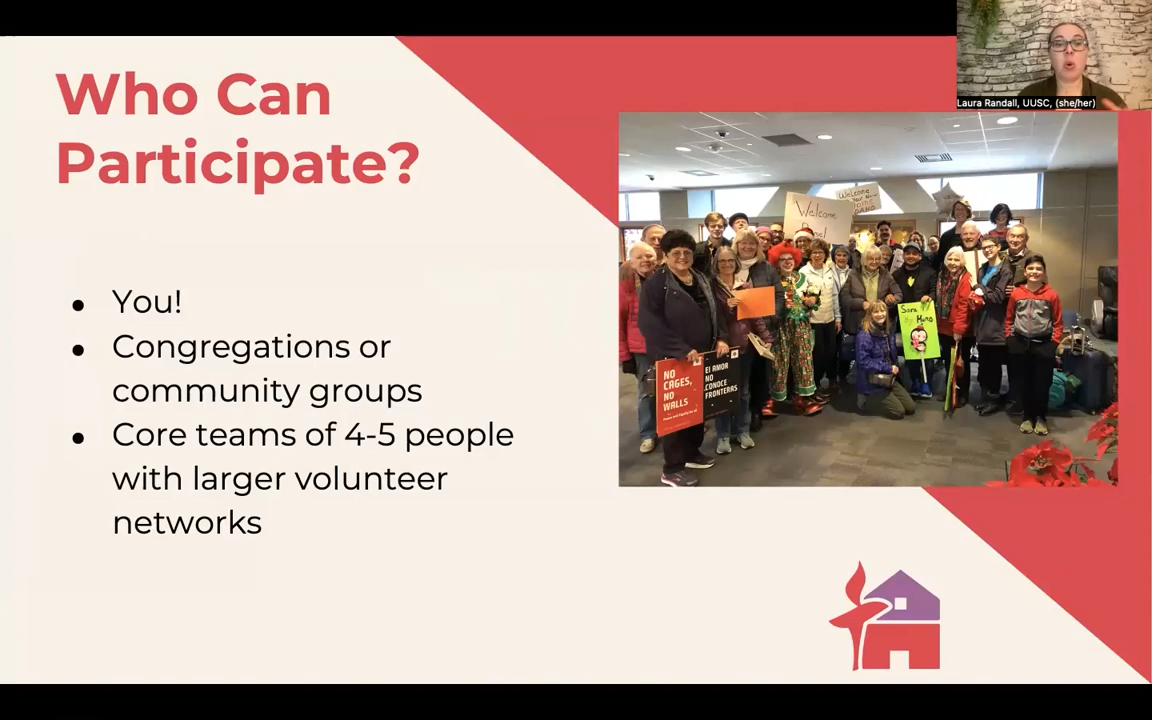 Who Can
Participate?
● You!
● Congregations or
community groups
● Core teams of 4-5 people
with larger volunteer
networks
Laura Randall, UUSC, (she/her)
Welcome
Welcome
NO
CAGES,
NO
WALLS
El AMOR
NO
CONOCE
FRONTERAS